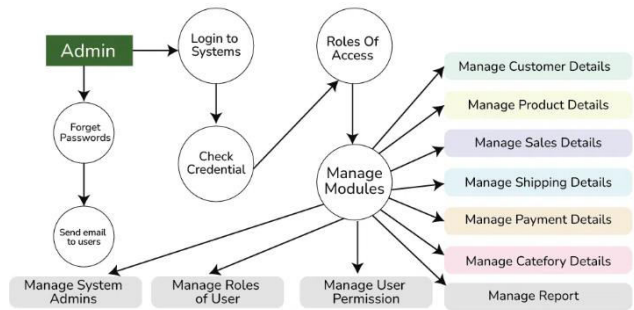 Admin
Login to
Systems
Roles Of
Access
Forget
Passwords
Check
Credential
Manage
Modules
Send email
to users
Manage Customer Details
Manage Product Details
Manage Sales Details
Manage Shipping Details
Manage Payment Details
Manage Catefory Details
Manage Report
Manage System
Admins
Manage Roles
of User
Manage User
Permission